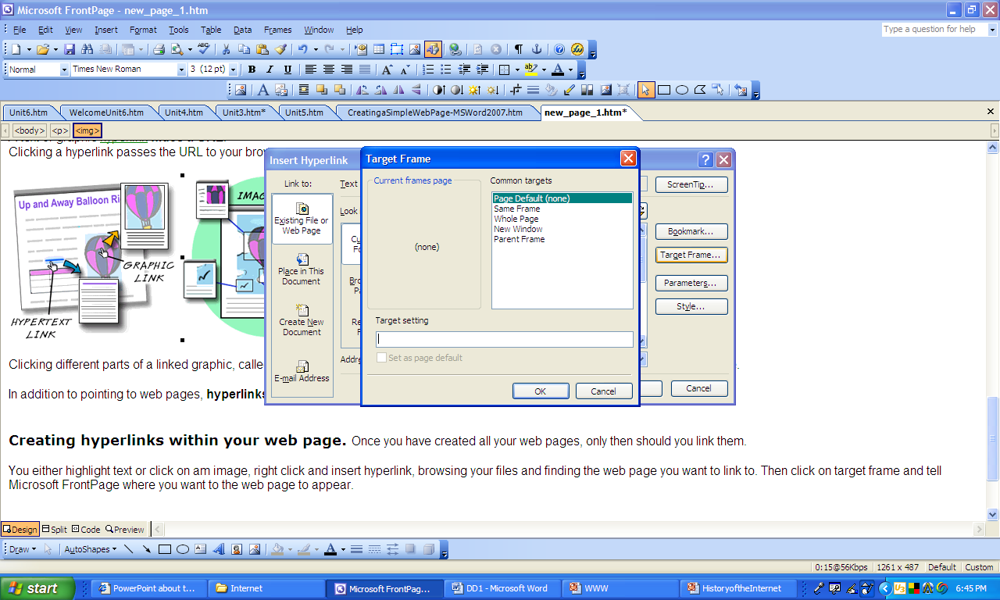 Microsoft FrontPage - new_page_1.htm
File Edit View Insert Format Tools Table Data Frames Window Help
Type a question for help
Normal Times New Roman 3 (12 pt) B I U
Unit6.htm WelcomeUnit6.htm Unit4.htm Unit3.htm* Unit5.htm CreatingaSimpleWebPage-MSWord2007.htm new_page_1.htm*
<body> <p> <img>
Clicking a hyperlink passes the URL to your brow
Up and Away Balloon Ri
GRAPHIC
LINK
HYPERTEXT
LINK
IMAG
Insert Hyperlink
Link to:
Text
Existing File or
Web Page
Place in This
Document
Create New
Document
E-mail Address
Look
ScreenTip...
Bookmark...
Target Frame...
Parameters...
Style...
Cancel
Target Frame
Current frames page
(none)
Common targets
Page Default (none)
Same Frame
Whole Page
New Window
Parent Frame
Target setting
Set as page default
OK Cancel
Clicking different parts of a linked graphic, calle
In addition to pointing to web pages, hyperlinks
Creating hyperlinks within your web page. Once you have created all your web pages, only then should you link them.
You either highlight text or click on am image, right click and insert hyperlink, browsing your files and finding the web page you want to link to. Then click on target frame and tell
Microsoft FrontPage where you want to the web page to appear.
Design Split Code Preview
Draw AutoShapes
0:15@56Kbps 1261 x 487 Default Custom
start PowerPoint about t... Internet Microsoft FrontPag... DD1 - Microsoft Word WWW HistoryoftheInternet 6:45 PM